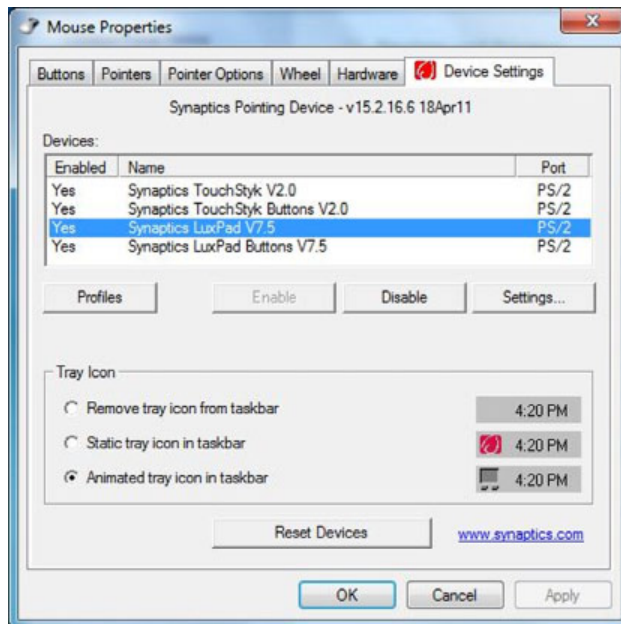 Mouse Properties
Buttons Pointers Pointer Options Wheel Hardware Device Settings
Synaptics Pointing Device - v15.2.16.6 18Apr11
Devices:
Enabled Name Port
Yes Synaptics TouchStyk V2.0 PS/2
Yes Synaptics TouchStyk Buttons V2.0 PS/2
Yes Synaptics LuxPad V7.5 PS/2
Yes Synaptics LuxPad Buttons V7.5 PS/2
Profiles Enable Disable Settings...
Tray Icon
Remove tray icon from taskbar 4:20 PM
Static tray icon in taskbar 4:20 PM
Animated tray icon in taskbar 4:20 PM
Reset Devices www.synaptics.com
OK Cancel Apply